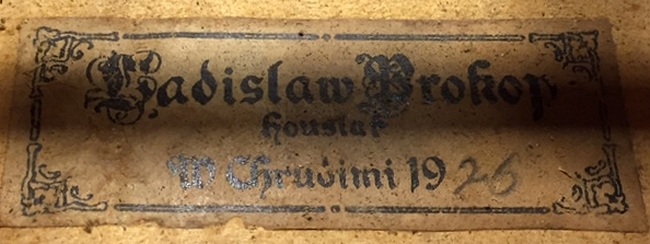 Ladislaw Prokop
houslař
W Chrudimi 1926